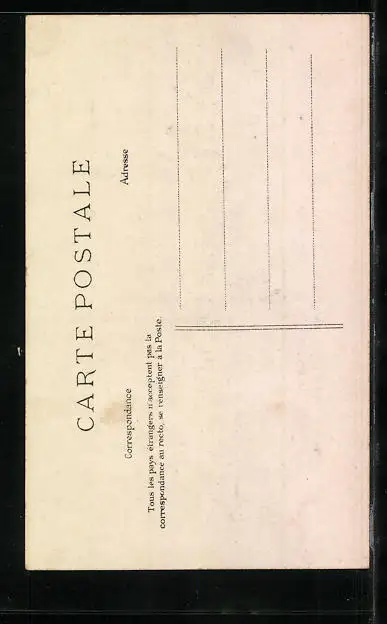 CARTE POSTALE
Correspondance
Adresse
Tous les pays étrangers n'acceptent pas la
correspondance au recto, se renseigner à la Poste.